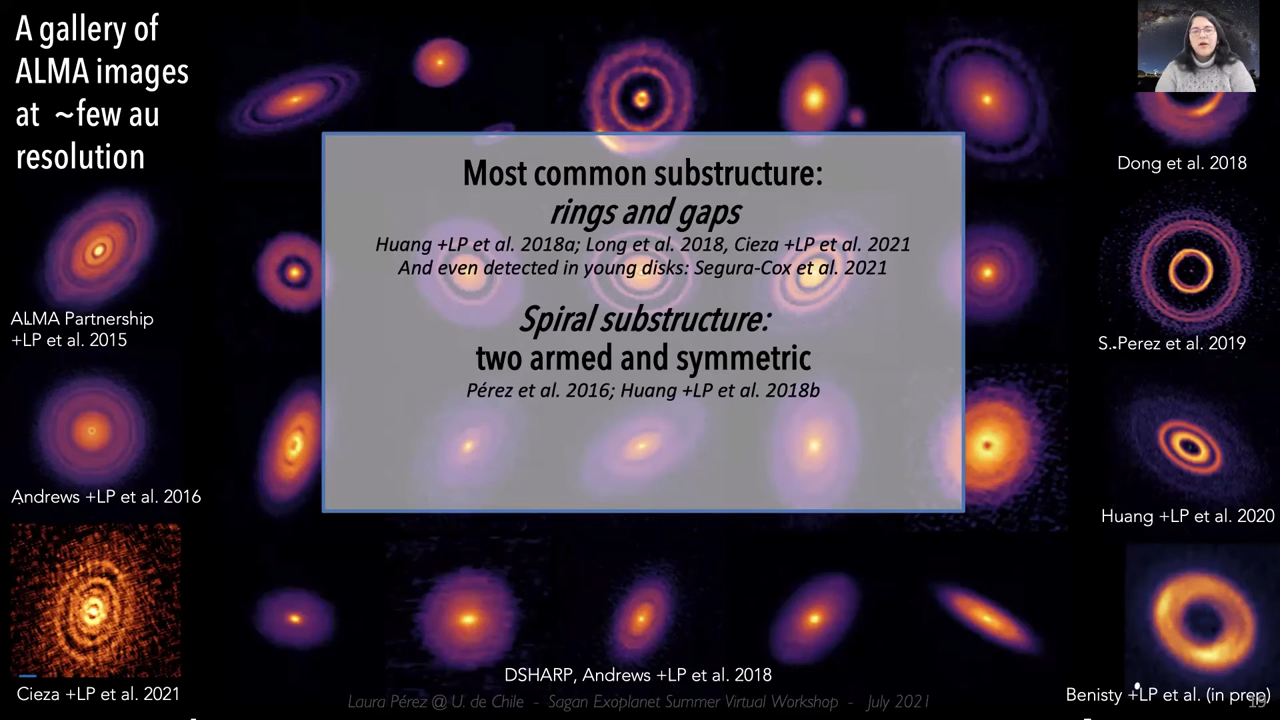 A gallery of
ALMA images
at ~few au
resolution
Most common substructure:
rings and gaps
Huang +LP et al. 2018a; Long et al. 2018, Cieza +LP et al. 2021
And even detected in young disks: Segura-Cox et al. 2021
Spiral substructure:
two armed and symmetric
Pérez et al. 2016; Huang +LP et al. 2018b
Dong et al. 2018
ALMA Partnership
+LP et al. 2015
S. Perez et al. 2019
Andrews +LP et al. 2016
Huang +LP et al. 2020
DSHARP, Andrews +LP et al. 2018
Cieza +LP et al. 2021
Benisty +LP et al. (in prep)
Laura Pérez @ U. de Chile - Sagan Exoplanet Summer Virtual Workshop - July 2021